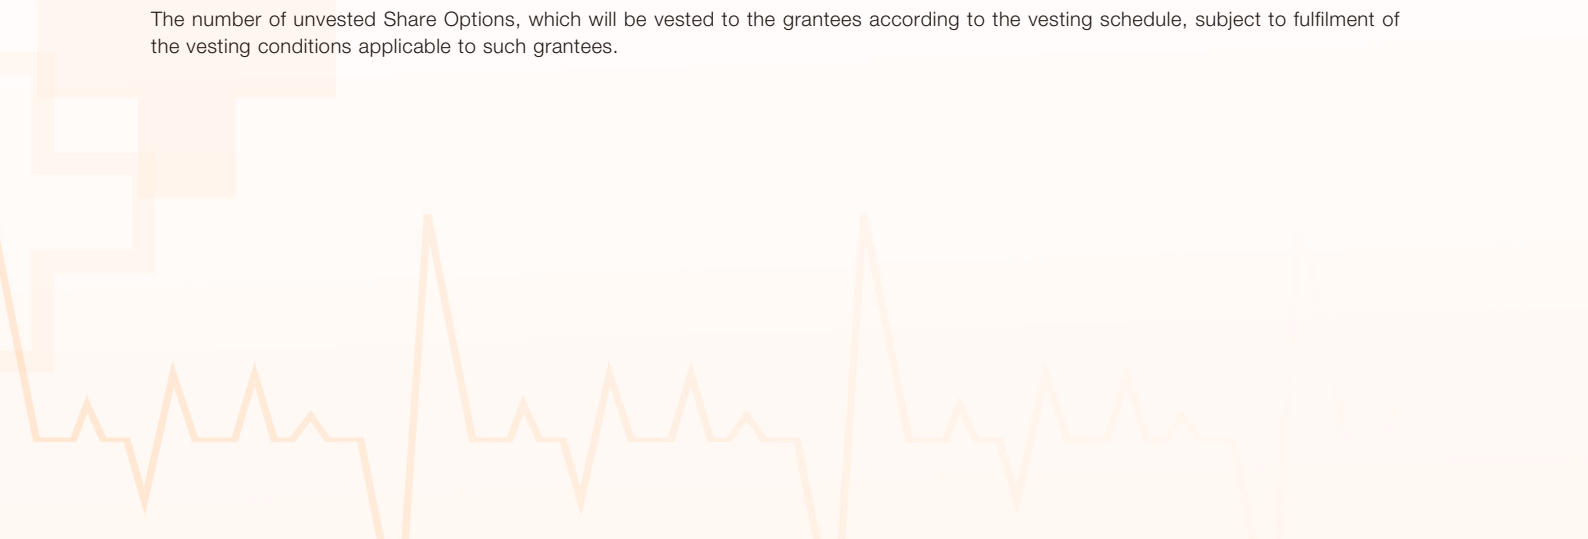 The number of unvested Share Options, which will be vested to the grantees according to the vesting schedule, subject to fulfilment of
the vesting conditions applicable to such grantees.